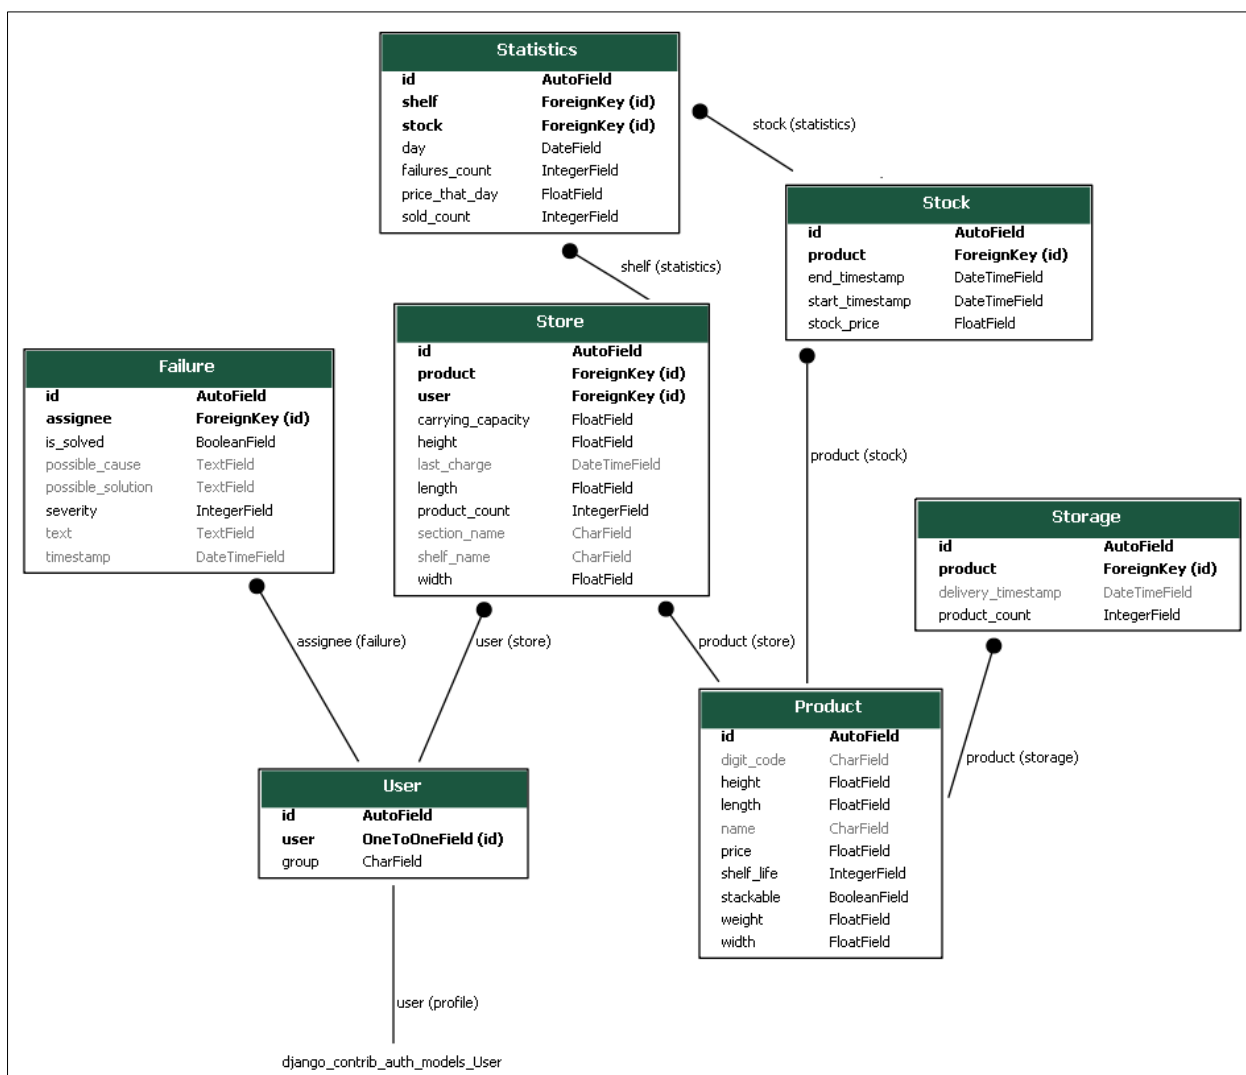 Statistics
id AutoField
shelf ForeignKey (id)
stock ForeignKey (id)
day DateField
failures_count IntegerField
price_that_day FloatField
sold_count IntegerField
stock (statistics)
Stock
id AutoField
product ForeignKey (id)
end_timestamp DateTimeField
start_timestamp DateTimeField
stock_price FloatField
shelf (statistics)
Store
id AutoField
product ForeignKey (id)
user ForeignKey (id)
carrying_capacity FloatField
height FloatField
last_charge DateTimeField
length FloatField
product_count IntegerField
section_name CharField
shelf_name CharField
width FloatField
Failure
id AutoField
assignee ForeignKey (id)
is_solved BooleanField
possible_cause TextField
possible_solution TextField
severity IntegerField
text TextField
timestamp DateTimeField
product (stock)
Storage
id AutoField
product ForeignKey (id)
delivery_timestamp DateTimeField
product_count IntegerField
assignee (failure)
user (store)
product (store)
Product
id AutoField
digit_code CharField
height FloatField
length FloatField
name CharField
price FloatField
shelf_life IntegerField
stackable BooleanField
weight FloatField
width FloatField
product (storage)
User
id AutoField
user OneToOneField (id)
group CharField
user (profile)
django_contrib_auth_models_User